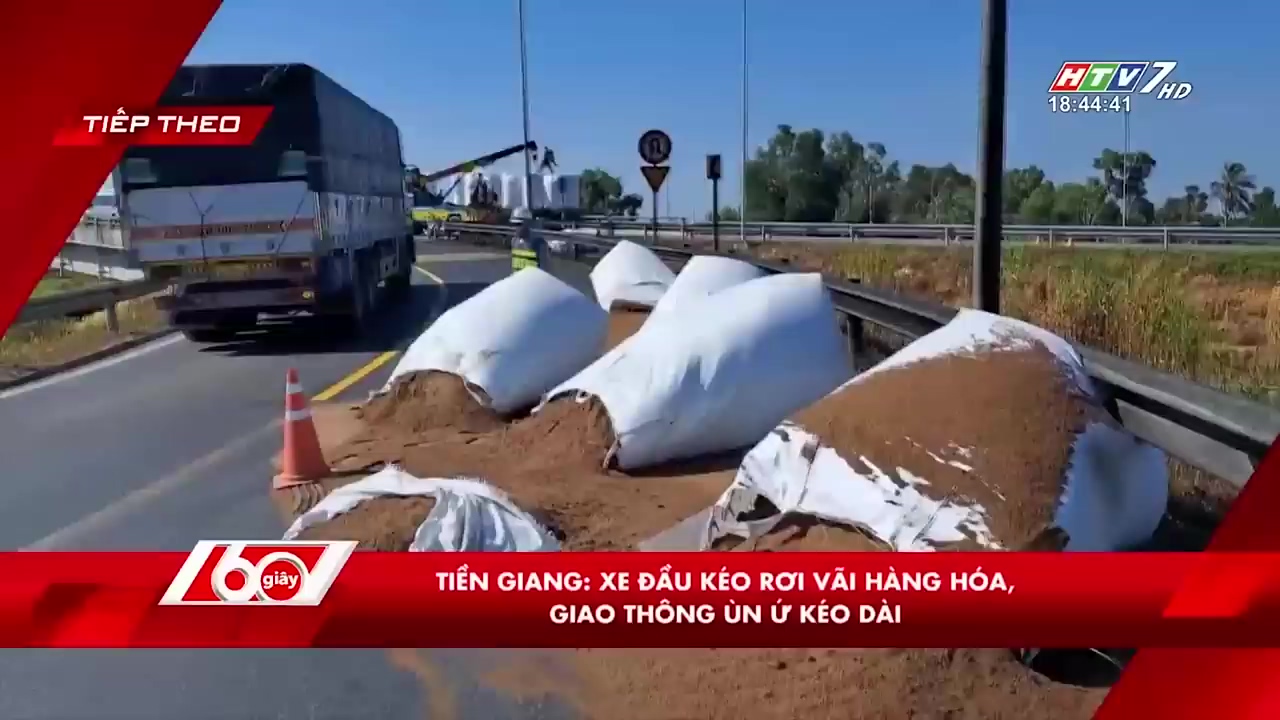 TIẾP THEO
HTV7 HD
18:44:41
60 giây
TIỀN GIANG: XE ĐẦU KÉO RƠI VÃI HÀNG HÓA,
GIAO THÔNG ÙN Ứ KÉO DÀI